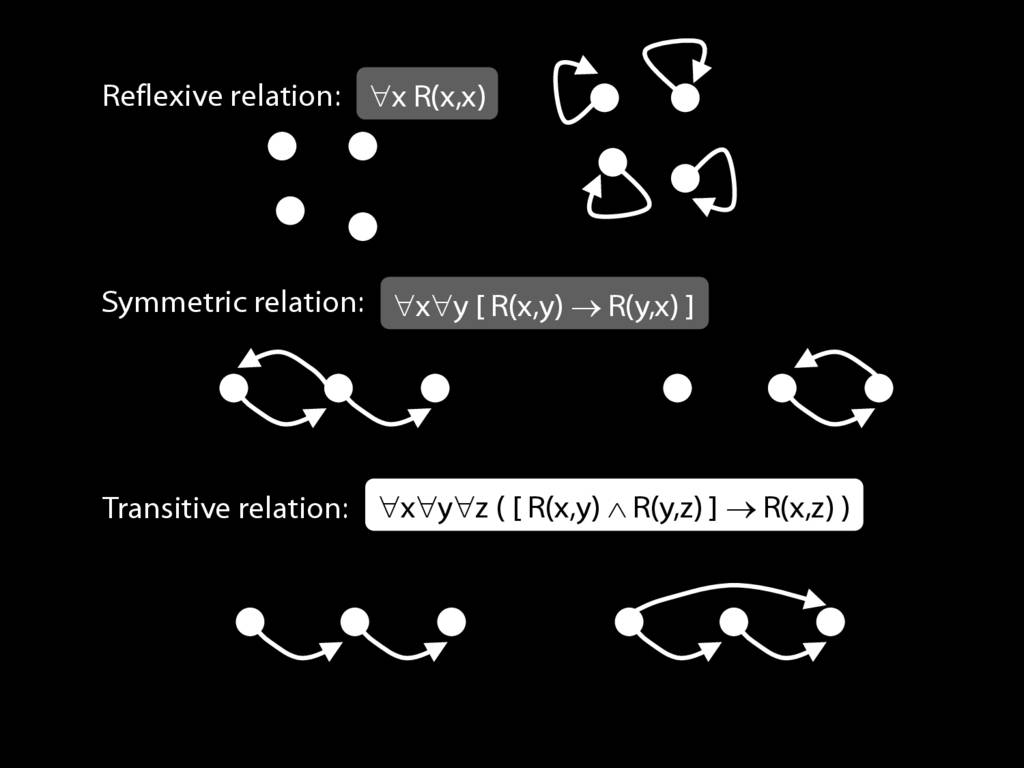 Reflexive relation: ∀x R(x,x)
Symmetric relation: ∀x∀y [ R(x,y) → R(y,x) ]
Transitive relation: ∀x∀y∀z ( [ R(x,y) ∧ R(y,z) ] → R(x,z) )